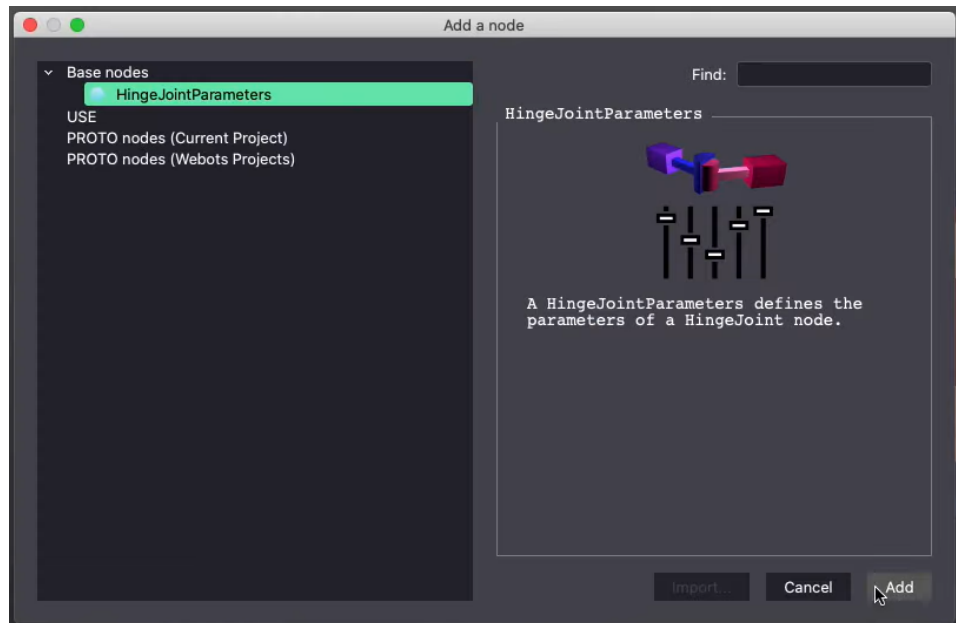 Add a node
Base nodes
HingeJointParameters
USE
PROTO nodes (Current Project)
PROTO nodes (Webots Projects)
Find:
HingeJointParameters
A HingeJointParameters defines the
parameters of a HingeJoint node.
Import...
Cancel
Add